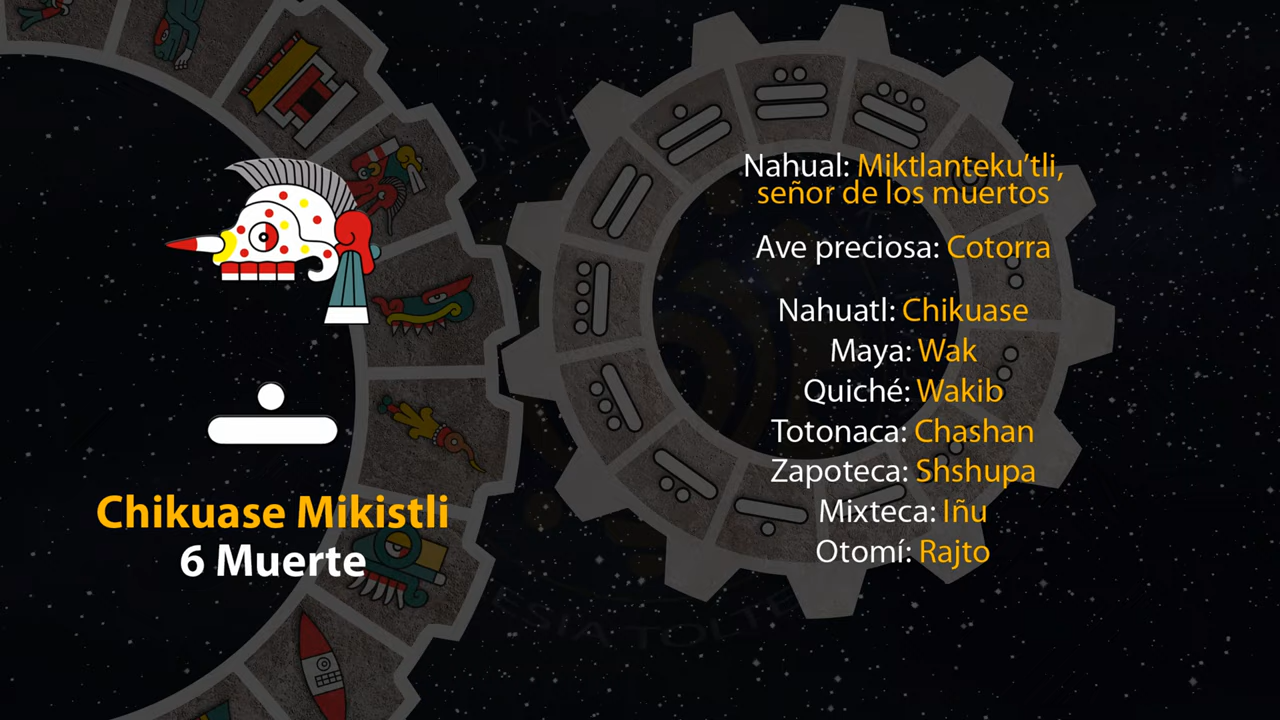 Nahual: Miktlanteku’tli,
señor de los muertos
Ave preciosa: Cotorra
Nahuatl: Chikuase
Maya: Wak
Quiché: Wakib
Totonaca: Chashan
Zapoteca: Shshupa
Mixteca: Iñu
Otomí: Rajto
Chikuase Mikistli
6 Muerte